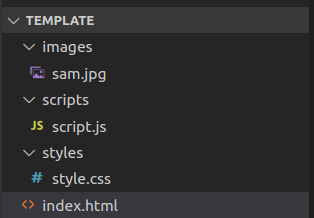 TEMPLATE
images
sam.jpg
scripts
JS script.js
styles
# style.css
<> index.html